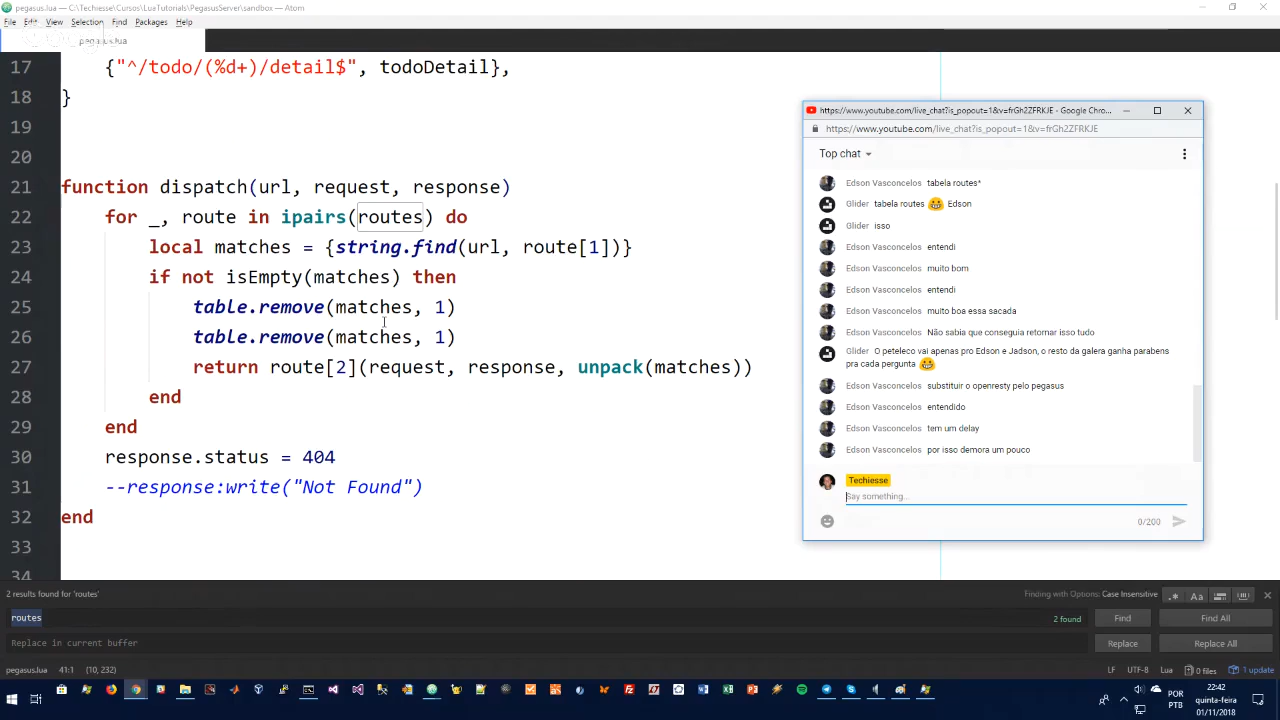 pegasus.lua — C:\Techiesse\Cursos\LuaTutorials\PegasusServer\sandbox — Atom
File Edit View Selection Find Packages Help
pegasus.lua
17 {"^/todo/(%d+)/detail$", todoDetail},
18 }
19
20
21 function dispatch(url, request, response)
22 for _, route in ipairs(routes) do
23 local matches = {string.find(url, route[1])}
24 if not isEmpty(matches) then
25 table.remove(matches, 1)
26 table.remove(matches, 1)
27 return route[2](request, response, unpack(matches))
28 end
29 end
30 response.status = 404
31 --response:write("Not Found")
32 end
33
34
https://www.youtube.com/live_chat?is_popout=1&v=frGh2ZFRKJE - Google Chro...
https://www.youtube.com/live_chat?is_popout=1&v=frGh2ZFRKJE
Top chat
Edson Vasconcelos tabela routes*
Glider tabela routes 😁 Edson
Glider isso
Edson Vasconcelos entendi
Edson Vasconcelos muito bom
Edson Vasconcelos entendi
Edson Vasconcelos muito boa essa sacada
Edson Vasconcelos Não sabia que conseguia retornar isso tudo
Glider O peteleco vai apenas pro Edson e Jadson, o resto da galera ganha parabens
pra cada pergunta 😁
Edson Vasconcelos substituir o openresty pelo pegasus
Edson Vasconcelos entendido
Edson Vasconcelos tem um delay
Edson Vasconcelos por isso demora um pouco
Techiesse
Say something...
0/200
2 results found for 'routes' Finding with Options: Case Insensitive .* Aa
routes 2 found Find Find All
Replace in current buffer Replace Replace All
pegasus.lua 41:1 (10, 232) LF UTF-8 Lua 0 files 1 update
POR
PTB
22:42
quinta-feira
01/11/2018